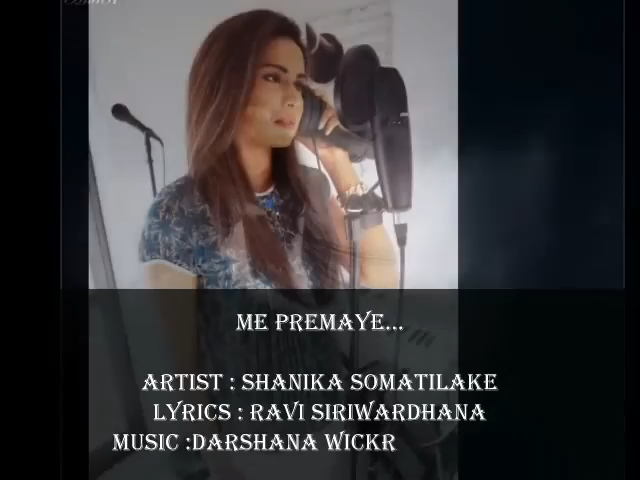 Me Premaye...
Artist : Shanika Somatilake
Lyrics : Ravi Siriwardhana
Music :Darshana Wickr